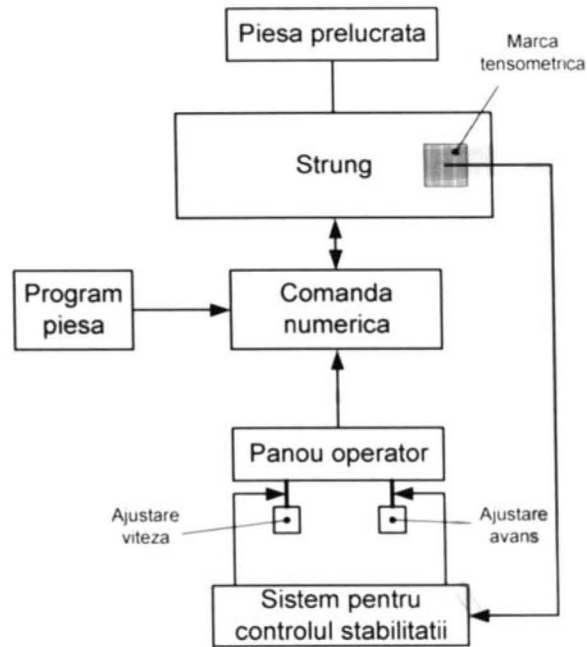 Piesa prelucrata
Marca
tensometrica
Strung
Program
piesa
Comanda
numerica
Panou operator
Ajustare
viteza
Ajustare
avans
Sistem pentru
controlul stabilitatii